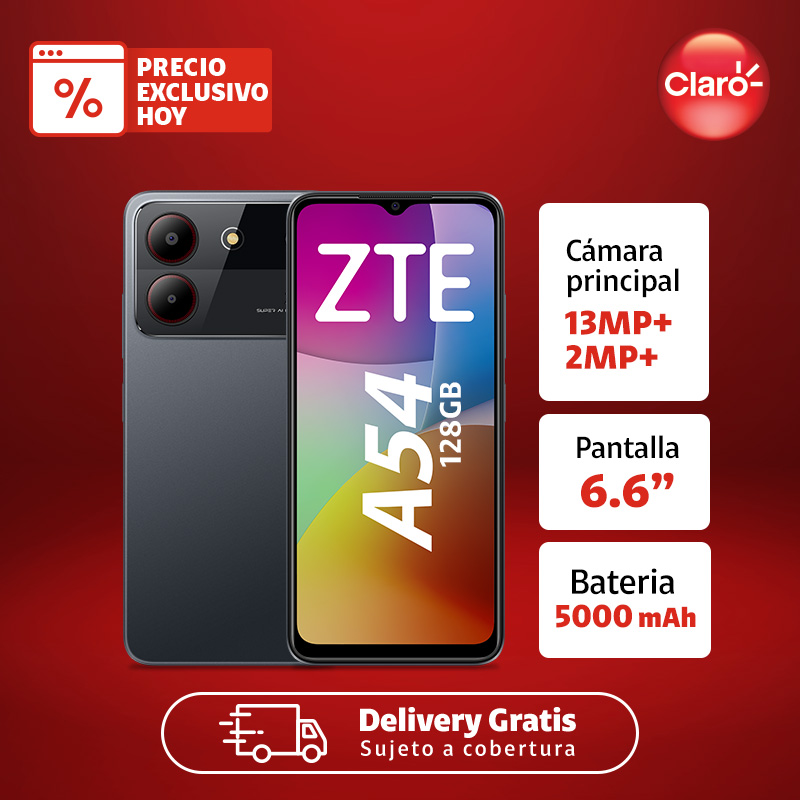 %
PRECIO
EXCLUSIVO
HOY
Claro
ZTE
A54
128GB
Cámara
principal
13MP+
2MP+
Pantalla
6.6”
Bateria
5000 mAh
Delivery Gratis
Sujeto a cobertura